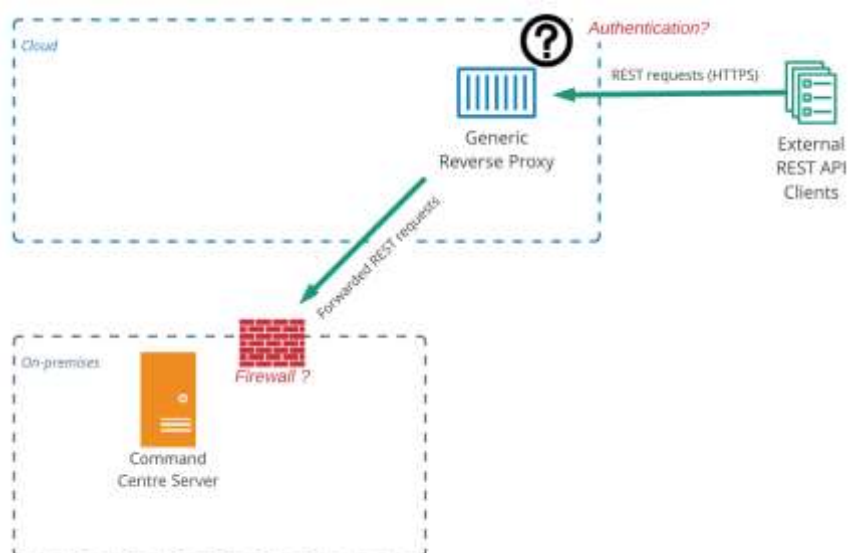 Cloud
?
Authentication?
REST requests (HTTPS)
Generic
Reverse Proxy
External
REST API
Clients
Forwarded REST requests
On-premises
Firewall ?
Command
Centre Server